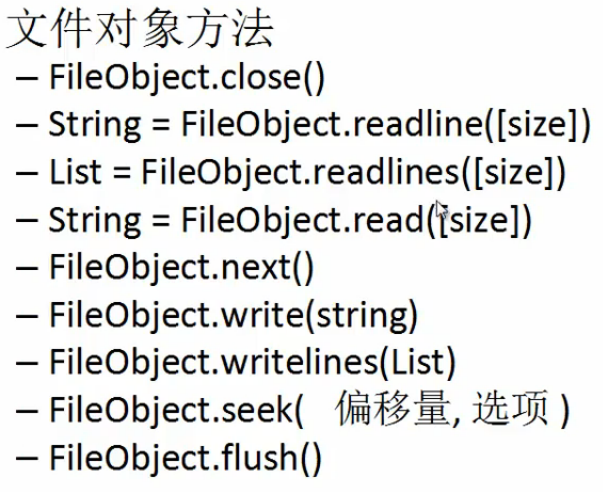 文件对象方法
– FileObject.close()
– String = FileObject.readline([size])
– List = FileObject.readlines([size])
– String = FileObject.read([size])
– FileObject.next()
– FileObject.write(string)
– FileObject.writelines(List)
– FileObject.seek( 偏移量, 选项 )
– FileObject.flush()